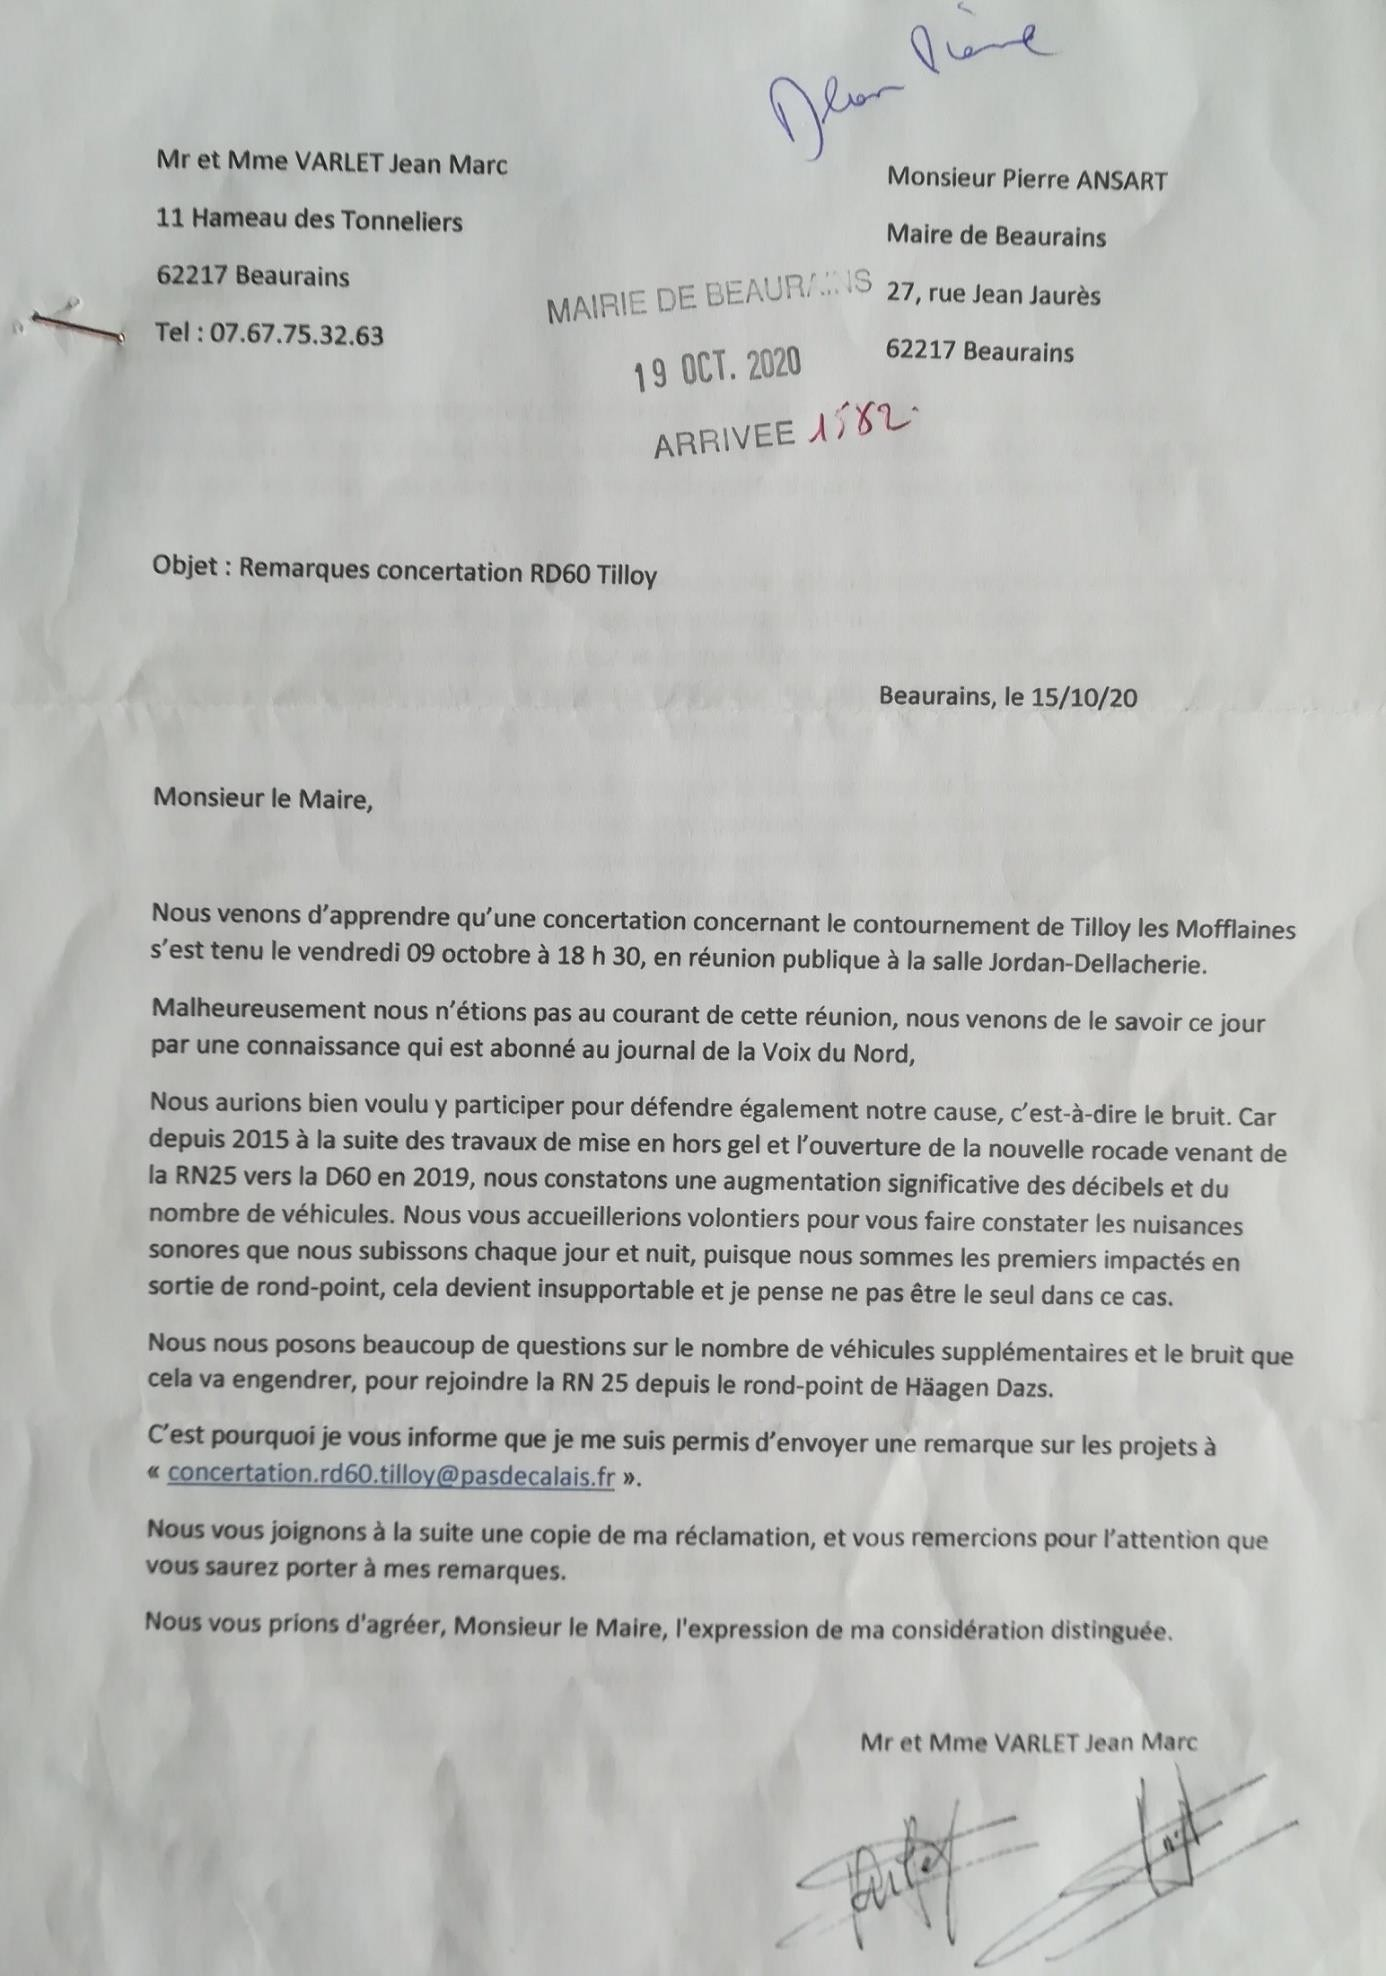 Jean Pierre
Mr et Mme VARLET Jean Marc
11 Hameau des Tonneliers
62217 Beaurains
Tel : 07.67.75.32.63
Monsieur Pierre ANSART
Maire de Beaurains
27, rue Jean Jaurès
62217 Beaurains
MAIRIE DE BEAURAINS
19 OCT. 2020
ARRIVEE 1582
Objet : Remarques concertation RD60 Tilloy
Beaurains, le 15/10/20
Monsieur le Maire,
Nous venons d’apprendre qu’une concertation concernant le contournement de Tilloy les Mofflaines
s’est tenu le vendredi 09 octobre à 18 h 30, en réunion publique à la salle Jordan-Dellacherie.
Malheureusement nous n’étions pas au courant de cette réunion, nous venons de le savoir ce jour
par une connaissance qui est abonné au journal de la Voix du Nord,
Nous aurions bien voulu y participer pour défendre également notre cause, c’est-à-dire le bruit. Car
depuis 2015 à la suite des travaux de mise en hors gel et l’ouverture de la nouvelle rocade venant de
la RN25 vers la D60 en 2019, nous constatons une augmentation significative des décibels et du
nombre de véhicules. Nous vous accueillerions volontiers pour vous faire constater les nuisances
sonores que nous subissons chaque jour et nuit, puisque nous sommes les premiers impactés en
sortie de rond-point, cela devient insupportable et je pense ne pas être le seul dans ce cas.
Nous nous posons beaucoup de questions sur le nombre de véhicules supplémentaires et le bruit que
cela va engendrer, pour rejoindre la RN 25 depuis le rond-point de Häagen Dazs.
C’est pourquoi je vous informe que je me suis permis d’envoyer une remarque sur les projets à
« concertation.rd60.tilloy@pasdecalais.fr ».
Nous vous joignons à la suite une copie de ma réclamation, et vous remercions pour l’attention que
vous saurez porter à mes remarques.
Nous vous prions d'agréer, Monsieur le Maire, l'expression de ma considération distinguée.
Mr et Mme VARLET Jean Marc